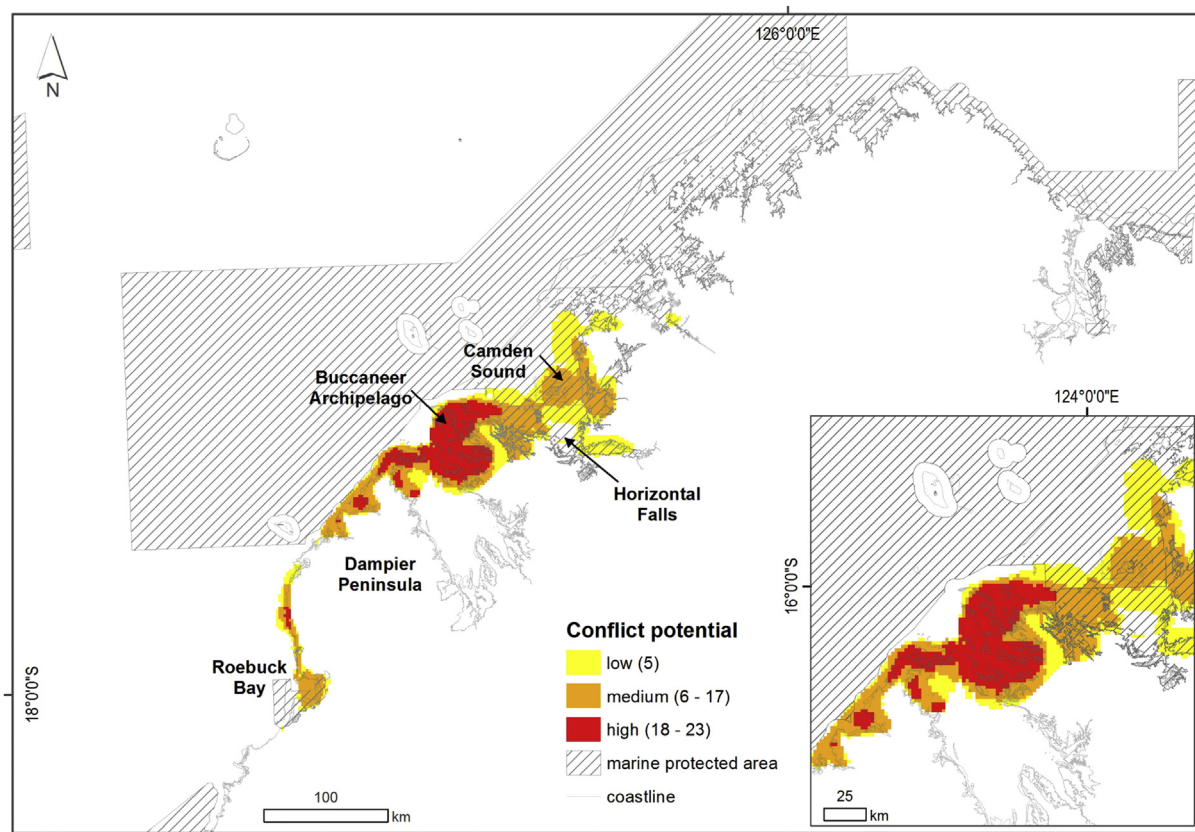 126°0'0"E
N
Camden
Sound
Buccaneer
Archipelago
124°0'0"E
Horizontal
Falls
Dampier
Peninsula
16°0'0"S
Conflict potential
low (5)
Roebuck
Bay
medium (6 - 17)
18°0'0"S
high (18 - 23)
marine protected area
100
km
coastline
25
km